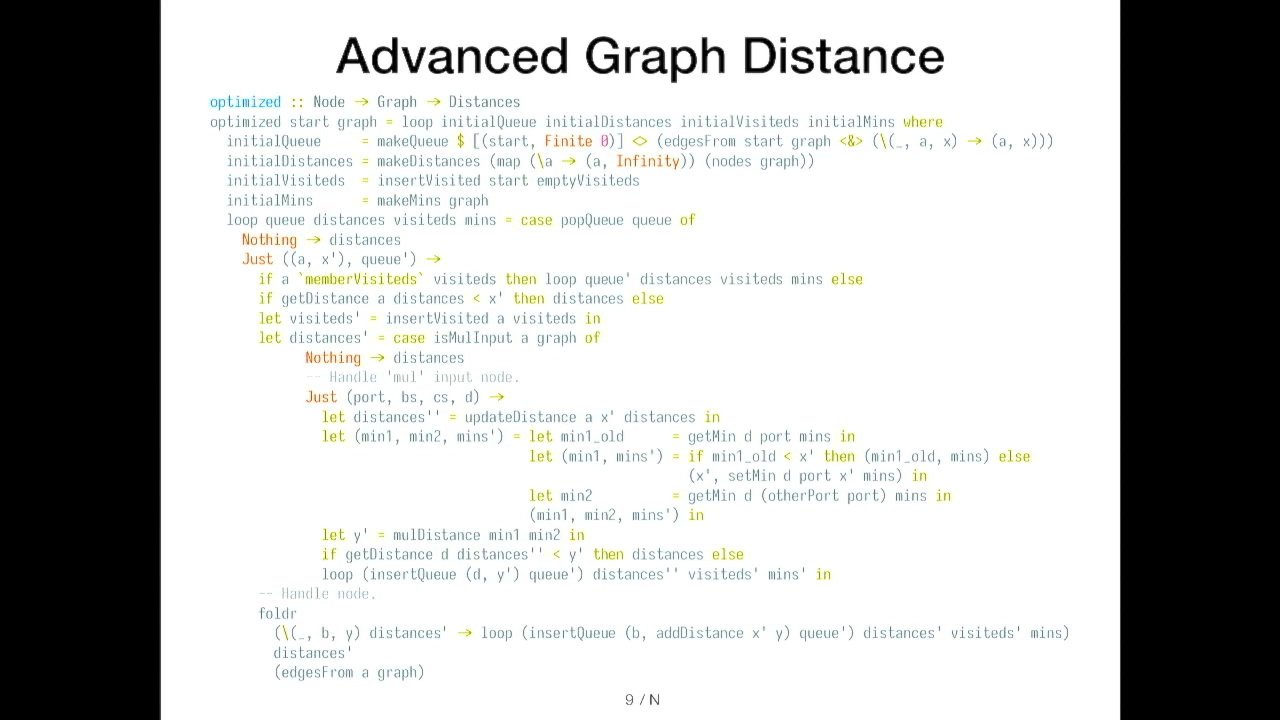 Advanced Graph Distance
optimized :: Node → Graph → Distances
optimized start graph = loop initialQueue initialDistances initialVisiteds initialMins where
initialQueue = makeQueue $ [(start, Finite 0)] <> (edgesFrom start graph <&> (\(_, a, x) → (a, x)))
initialDistances = makeDistances (map (\a → (a, Infinity)) (nodes graph))
initialVisiteds = insertVisited start emptyVisiteds
initialMins = makeMins graph
loop queue distances visiteds mins = case popQueue queue of
Nothing → distances
Just ((a, x'), queue') →
if a `memberVisiteds` visiteds then loop queue' distances visiteds mins else
if getDistance a distances < x' then distances else
let visiteds' = insertVisited a visiteds in
let distances' = case isMulInput a graph of
Nothing → distances
-- Handle 'mul' input node.
Just (port, bs, cs, d) →
let distances'' = updateDistance a x' distances in
let (min1, min2, mins') = let min1_old = getMin d port mins in
let (min1, mins') = if min1_old < x' then (min1_old, mins) else
(x', setMin d port x' mins) in
let min2 = getMin d (otherPort port) mins in
(min1, min2, mins') in
let y' = mulDistance min1 min2 in
if getDistance d distances'' < y' then distances else
loop (insertQueue (d, y') queue') distances'' visiteds' mins' in
-- Handle node.
foldr
(\(_, b, y) distances' → loop (insertQueue (b, addDistance x' y) queue') distances' visiteds' mins)
distances'
(edgesFrom a graph)
9 / N